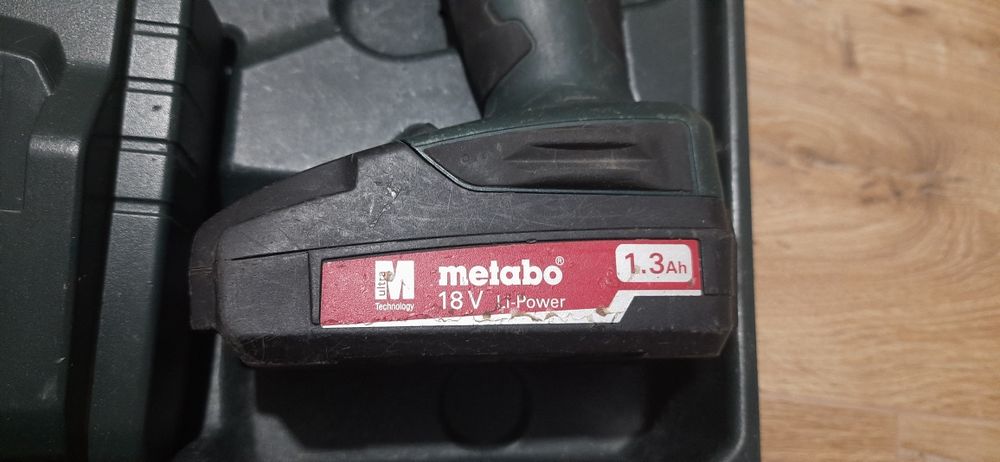 ultra M metabo® 1.3Ah
Technology 18 V Li-Power